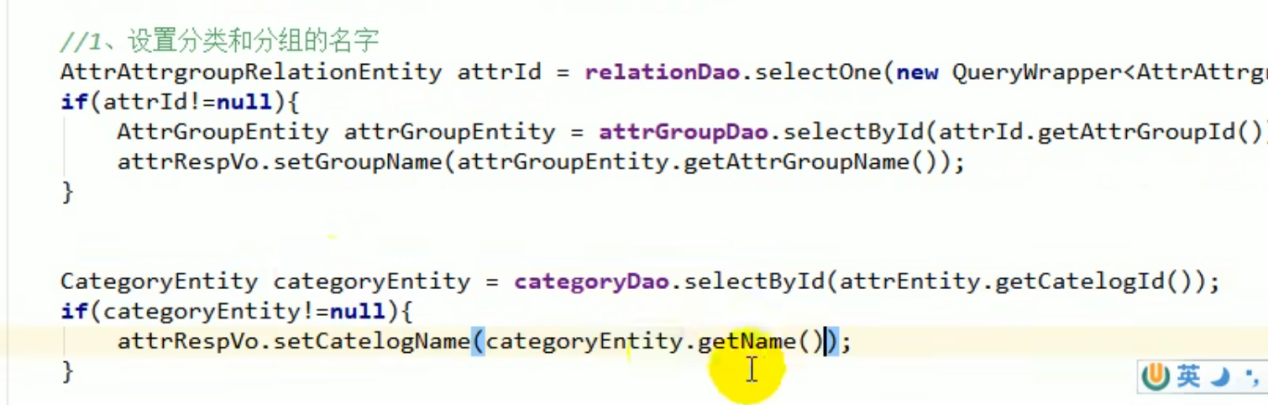 //1、设置分类和分组的名字
AttrAttrgroupRelationEntity attrId = relationDao.selectOne(new QueryWrapper<AttrAttrg
if(attrId!=null){
AttrGroupEntity attrGroupEntity = attrGroupDao.selectById(attrId.getAttrGroupId()
attrRespVo.setGroupName(attrGroupEntity.getAttrGroupName());
}
CategoryEntity categoryEntity = categoryDao.selectById(attrEntity.getCatelogId());
if(categoryEntity!=null){
attrRespVo.setCatelogName(categoryEntity.getName());
}
英